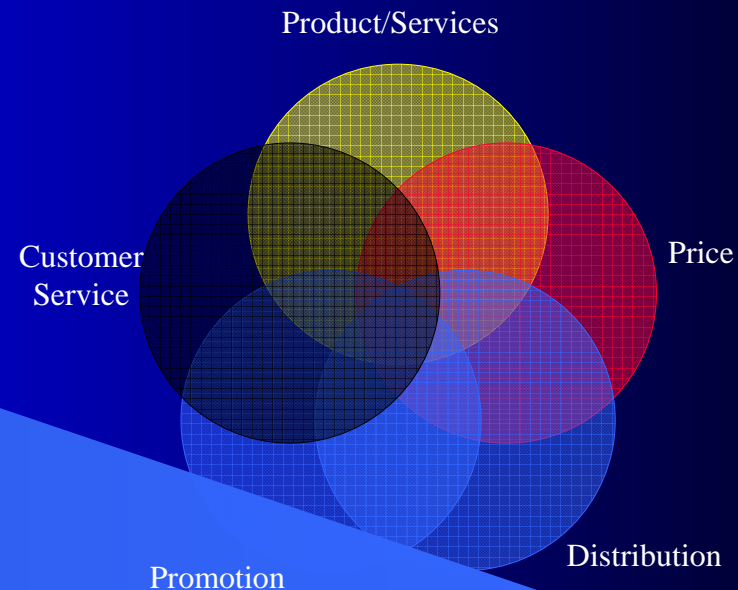 Product/Services
Customer
Service
Price
Distribution
Promotion